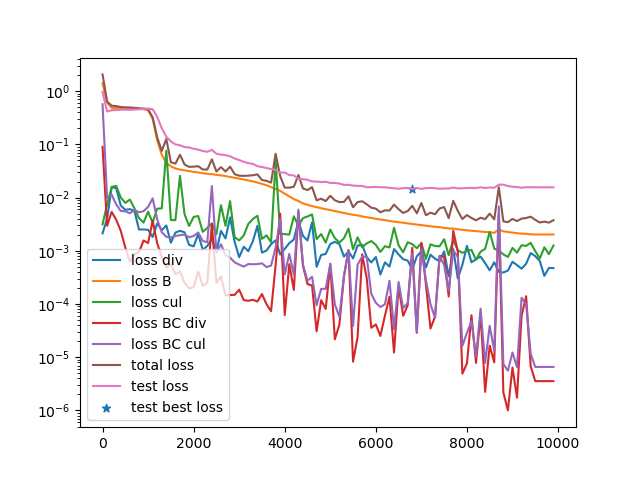 10⁰
10⁻¹
10⁻²
10⁻³
10⁻⁴
10⁻⁵
10⁻⁶
loss div
loss B
loss cul
loss BC div
loss BC cul
total loss
test loss
test best loss
0 2000 4000 6000 8000 10000